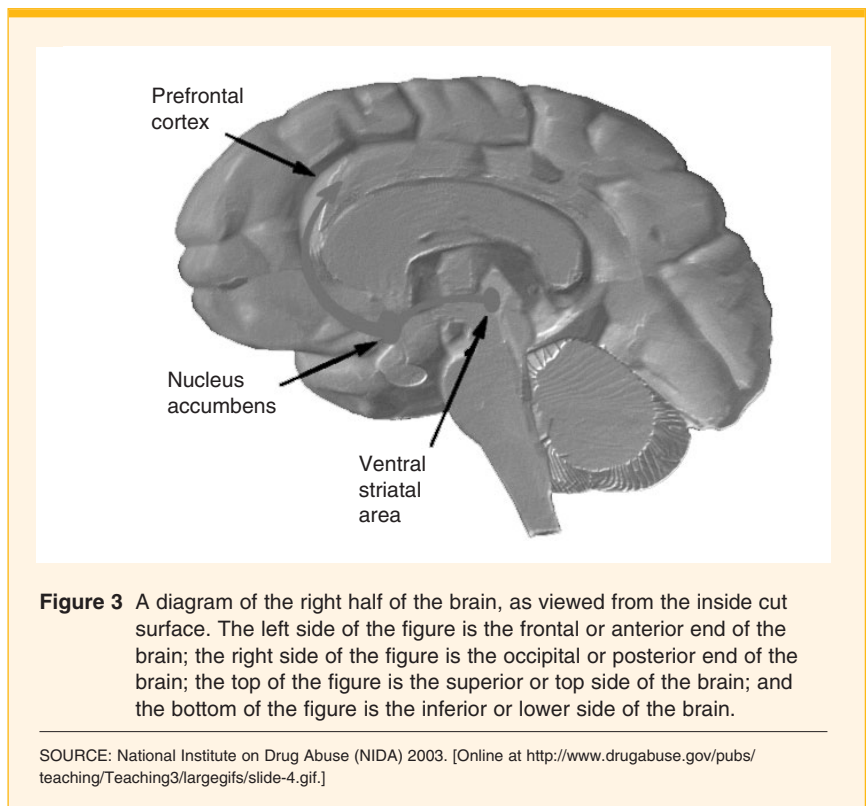 Prefrontal
cortex
Nucleus
accumbens
Ventral
striatal
area
Figure 3 A diagram of the right half of the brain, as viewed from the inside cut
surface. The left side of the figure is the frontal or anterior end of the
brain; the right side of the figure is the occipital or posterior end of the
brain; the top of the figure is the superior or top side of the brain; and
the bottom of the figure is the inferior or lower side of the brain.
SOURCE: National Institute on Drug Abuse (NIDA) 2003. [Online at http://www.drugabuse.gov/pubs/
teaching/Teaching3/largegifs/slide-4.gif.]